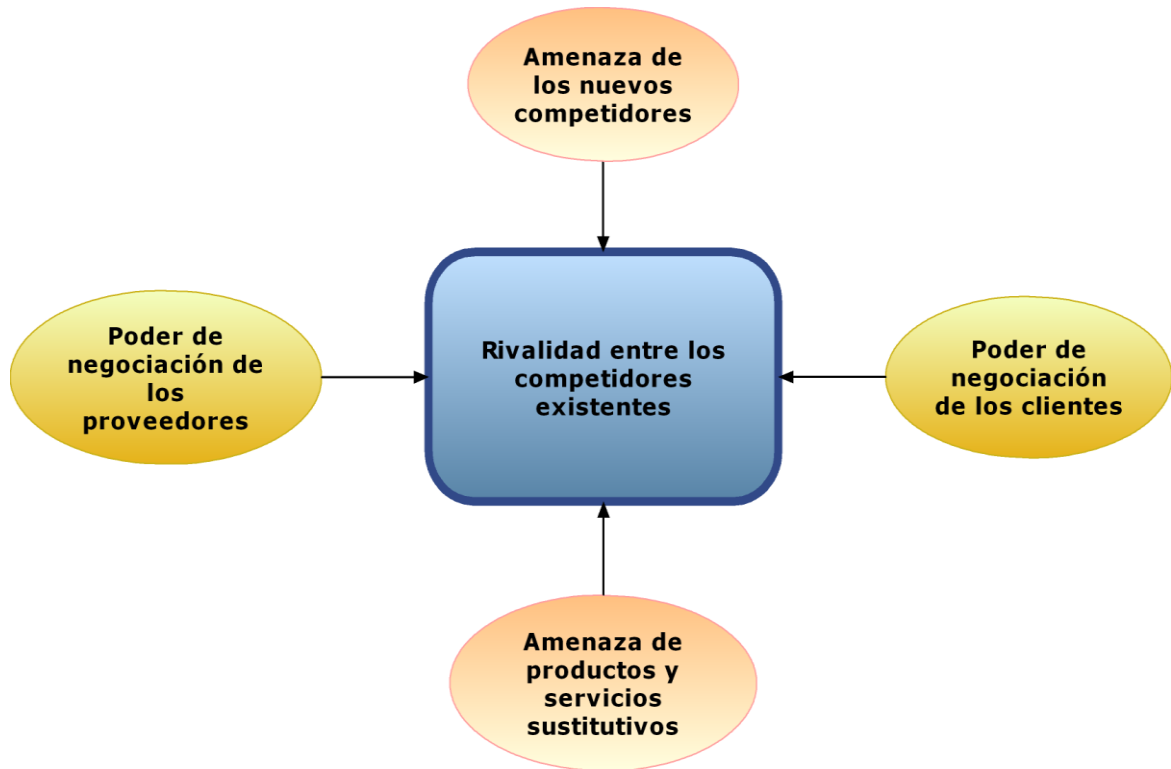 Amenaza de
los nuevos
competidores
Poder de
negociación de
los
proveedores
Rivalidad entre los
competidores
existentes
Poder de
negociación
de los clientes
Amenaza de
productos y
servicios
sustitutivos